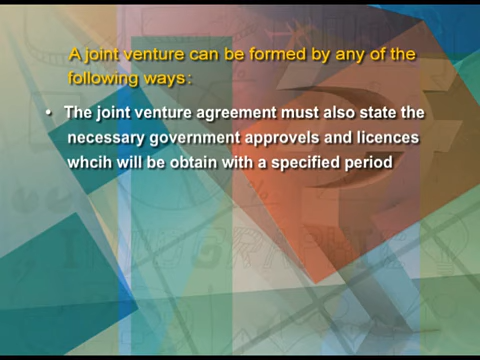 A joint venture can be formed by any of the
following ways:
• The joint venture agreement must also state the
necessary government approvels and licences
whcih will be obtain with a specified period